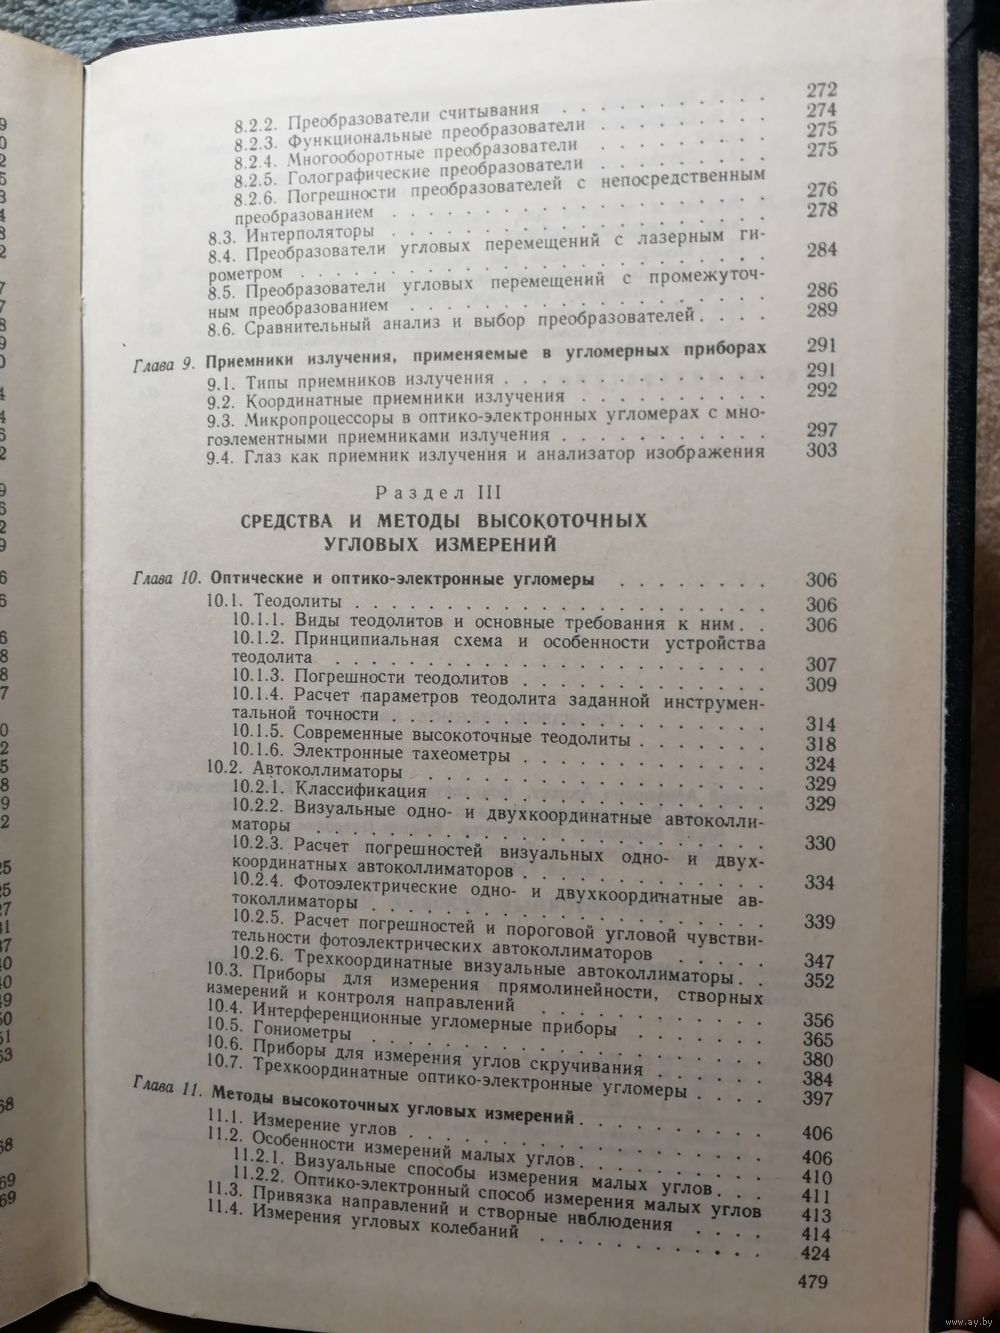 8.2.2. Преобразователи считывания . . . . . . . . . . . 272
8.2.3. Функциональные преобразователи . . . . . . . . . 274
8.2.4. Многооборотные преобразователи . . . . . . . . . 275
8.2.5. Голографические преобразователи . . . . . . . . 275
8.2.6. Погрешности преобразователей с непосредственным
преобразованием . . . . . . . . . . . . . . . . . . 276
8.3. Интерполяторы . . . . . . . . . . . . . . . . . . 278
8.4. Преобразователи угловых перемещений с лазерным ги-
рометром . . . . . . . . . . . . . . . . . . . . . . 284
8.5. Преобразователи угловых перемещений с промежуточ-
ным преобразованием . . . . . . . . . . . . . . . . 286
8.6. Сравнительный анализ и выбор преобразователей . . . . 289
Глава 9. Приемники излучения, применяемые в угломерных приборах 291
9.1. Типы приемников излучения . . . . . . . . . . . . . 291
9.2. Координатные приемники излучения . . . . . . . . . . 292
9.3. Микропроцессоры в оптико-электронных угломерах с мно-
гоэлементными приемниками излучения . . . . . . . . . . 297
9.4. Глаз как приемник излучения и анализатор изображения 303
Раздел III
СРЕДСТВА И МЕТОДЫ ВЫСОКОТОЧНЫХ
УГЛОВЫХ ИЗМЕРЕНИЙ
Глава 10. Оптические и оптико-электронные угломеры . . . . . . . . 306
10.1. Теодолиты . . . . . . . . . . . . . . . . . . . . 306
10.1.1. Виды теодолитов и основные требования к ним . . 306
10.1.2. Принципиальная схема и особенности устройства
теодолита . . . . . . . . . . . . . . . . . . . . . 307
10.1.3. Погрешности теодолитов . . . . . . . . . . . . 309
10.1.4. Расчет параметров теодолита заданной инструмен-
тальной точности . . . . . . . . . . . . . . . . . . 314
10.1.5. Современные высокоточные теодолиты . . . . . . . 318
10.1.6. Электронные тахеометры . . . . . . . . . . . . 324
10.2. Автоколлиматоры . . . . . . . . . . . . . . . . . 329
10.2.1. Классификация . . . . . . . . . . . . . . . . 329
10.2.2. Визуальные одно- и двухкоординатные автоколли-
маторы . . . . . . . . . . . . . . . . . . . . . . . 330
10.2.3. Расчет погрешностей визуальных одно- и двух-
координатных автоколлиматоров . . . . . . . . . . . . . 334
10.2.4. Фотоэлектрические одно- и двухкоординатные ав-
токоллиматоры . . . . . . . . . . . . . . . . . . . . 339
10.2.5. Расчет погрешностей и пороговой угловой чувстви-
тельности фотоэлектрических автоколлиматоров . . . . . 347
10.2.6. Трехкоординатные визуальные автоколлиматоры . . 352
10.3. Приборы для измерения прямолинейности, створных
измерений и контроля направлений . . . . . . . . . . . 356
10.4. Интерференционные угломерные приборы . . . . . . . 365
10.5. Гониометры . . . . . . . . . . . . . . . . . . . 380
10.6. Приборы для измерения углов скручивания . . . . . . 384
10.7. Трехкоординатные оптико-электронные угломеры . . . . 397
Глава 11. Методы высокоточных угловых измерений . . . . . . . . . . 406
11.1. Измерение углов . . . . . . . . . . . . . . . . . 406
11.2. Особенности измерений малых углов . . . . . . . . . 410
11.2.1. Визуальные способы измерения малых углов . . . 411
11.2.2. Оптико-электронный способ измерения малых углов 413
11.3. Привязка направлений и створные наблюдения . . . . 414
11.4. Измерения угловых колебаний . . . . . . . . . . . 424
479
www.ay.by